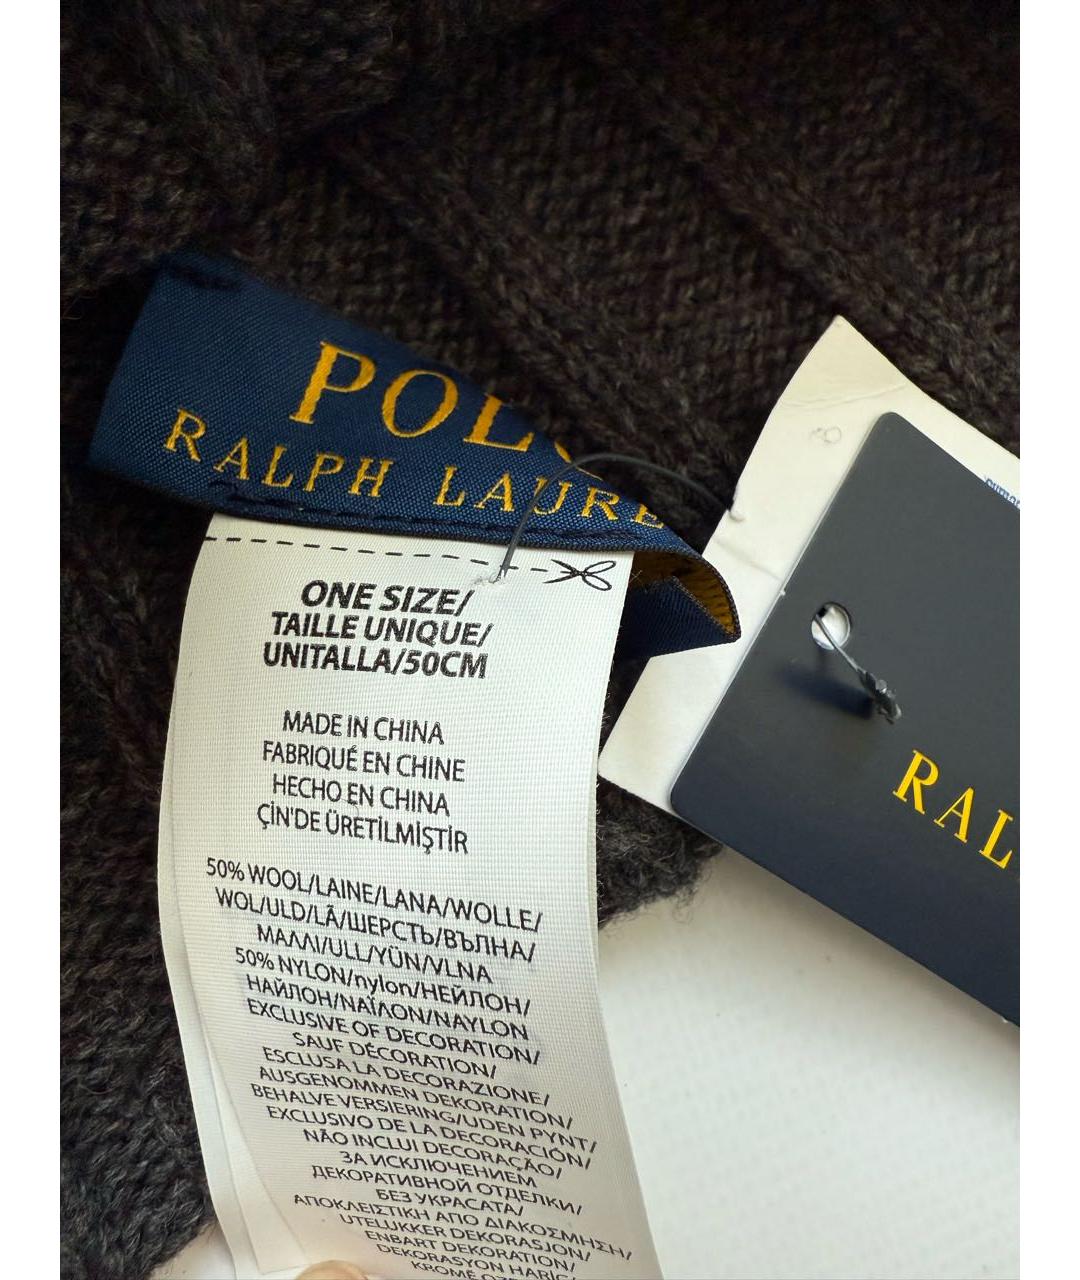 POLO
RALPH LAURE
ONE SIZE/
TAILLE UNIQUE/
UNITALLA/50CM
MADE IN CHINA
FABRIQUÉ EN CHINE
HECHO EN CHINA
ÇİN'DE ÜRETİLMİŞTİR
50% WOOL/LAINE/LANA/WOLLE/
WOL/ULD/LÃ/ШЕРСТЬ/ВЪЛНА/
ΜΑΛΛΙ/ULL/YÜN/VLNA
50% NYLON/nylon/НЕЙЛОН/
НАЙЛОН/ΝΑΪΛΟΝ/NAYLON
EXCLUSIVE OF DECORATION/
SAUF DÉCORATION/
ESCLUSA LA DECORAZIONE/
AUSGENOMMEN DEKORATION/
BEHALVE VERSIERING/UDEN PYNT/
EXCLUSIVO DE LA DECORACIÓN/
NÃO INCLUI DECORAÇÃO/
ЗА ИСКЛЮЧЕНИЕМ
ДЕКОРАТИВНОЙ ОТДЕЛКИ/
БЕЗ УКРАСАТА/
ΑΠΟΚΛΕΙΣΤΙΚΗ ΑΠΟ ΔΙΑΚΟΣΜΗΣΗ/
UTELUKKER DEKORASJON/
ENBART DEKORATION/
DEKORASYON HARİÇ/
KROMĚ
RAL